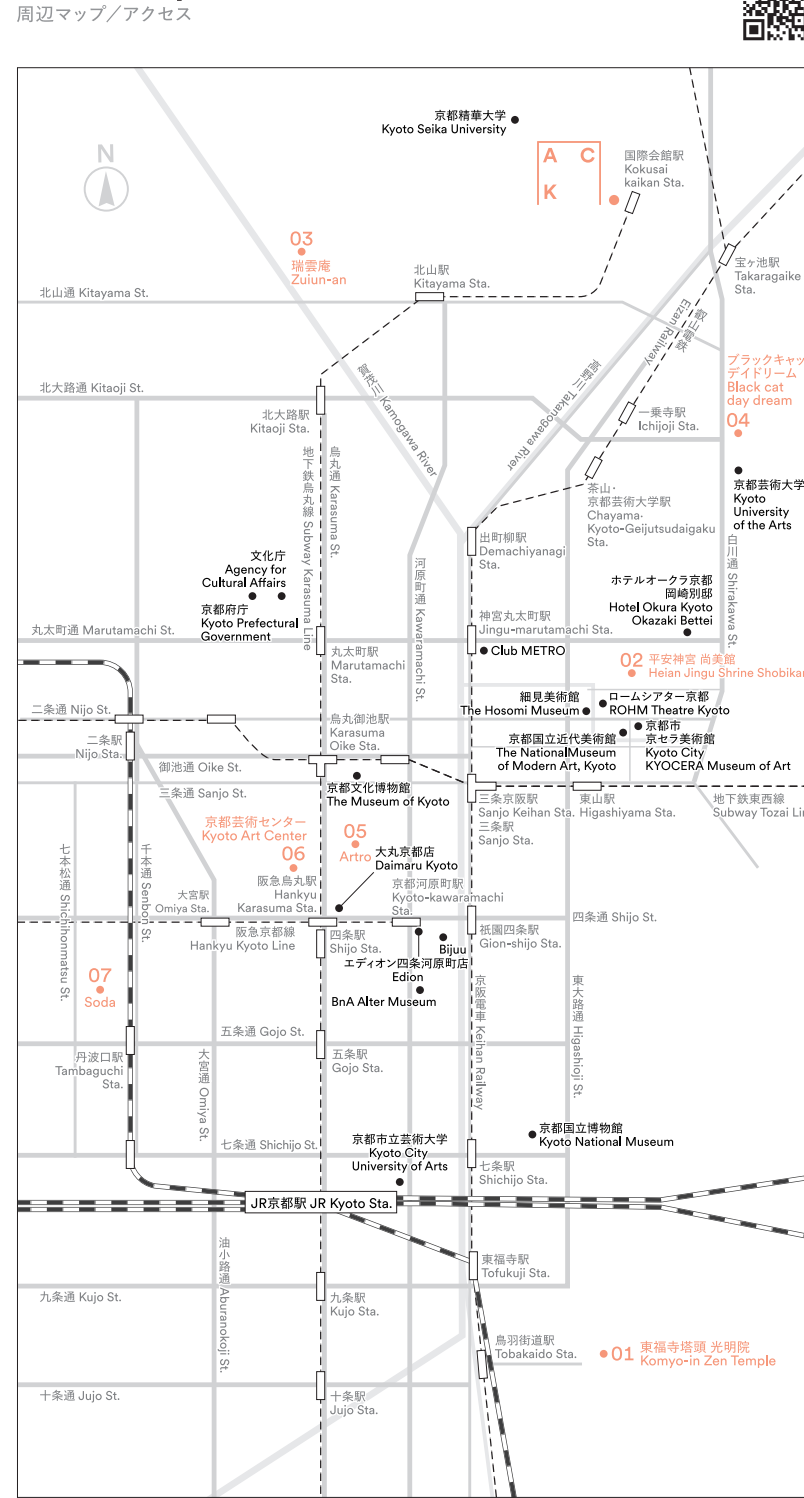 周辺マップ／アクセス
京都精華大学
Kyoto Seika University
A C
K
国際会館駅
Kokusai
kaikan Sta.
N
03
瑞雲庵
Zuiun-an
北山駅
Kitayama Sta.
宝ヶ池駅
Takaragaike
Sta.
北山通 Kitayama St.
叡山電鉄
Eizan Railway
賀茂川 Kamogawa River
高野川 Takanogawa River
ブラックキャッ
デイドリーム
Black cat
day dream
04
北大路通 Kitaoji St.
北大路駅
Kitaoji Sta.
一乗寺駅
Ichijoji Sta.
地下鉄烏丸線 Subway Karasuma Line
烏丸通 Karasuma St.
京都芸術大学
Kyoto
University
of the Arts
茶山・
京都芸術大学駅
Chayama·
Kyoto-Geijutsudaigaku
Sta.
出町柳駅
Demachiyanagi
Sta.
白川通 Shirakawa St.
文化庁
Agency for
Cultural Affairs
河原町通 Kawaramachi St.
京都府庁
Kyoto Prefectural
Government
ホテルオークラ京都
岡崎別邸
Hotel Okura Kyoto
Okazaki Bettei
丸太町通 Marutamachi St.
神宮丸太町駅
Jingu-marutamachi Sta.
丸太町駅
Marutamachi
Sta.
Club METRO
02 平安神宮 尚美館
Heian Jingu Shrine Shobikan
細見美術館
The Hosomi Museum
ロームシアター京都
ROHM Theatre Kyoto
二条通 Nijo St.
烏丸御池駅
Karasuma
Oike Sta.
京都国立近代美術館
The NationalMuseum
of Modern Art, Kyoto
京都市
京セラ美術館
Kyoto City
KYOCERA Museum of Art
二条駅
Nijo Sta.
御池通 Oike St.
京都文化博物館
The Museum of Kyoto
三条通 Sanjo St.
三条京阪駅
Sanjo Keihan Sta.
三条駅
Sanjo Sta.
東山駅
Higashiyama Sta.
地下鉄東西線
Subway Tozai Li
京都芸術センター
Kyoto Art Center
06
05
Artro
大丸京都店
Daimaru Kyoto
七本松通 Shichihonmatsu St.
千本通 Senbon St.
阪急烏丸駅
Hankyu
Karasuma Sta.
京都河原町駅
Kyoto-kawaramachi
Sta.
大宮駅
Omiya Sta.
四条通 Shijo St.
阪急京都線
Hankyu Kyoto Line
四条駅
Shijo Sta.
祇園四条駅
Gion-shijo Sta.
Bijuu
エディオン四条河原町店
Edion
BnA Alter Museum
07
Soda
京阪電車 Keihan Railway
東大路通 Higashioji St.
五条通 Gojo St.
五条駅
Gojo Sta.
丹波口駅
Tambaguchi
Sta.
大宮通 Omiya St.
京都国立博物館
Kyoto National Museum
七条通 Shichijo St.
京都市立芸術大学
Kyoto City
University of Arts
七条駅
Shichijo Sta.
JR京都駅 JR Kyoto Sta.
油小路通 Aburanokoji St.
東福寺駅
Tofukuji Sta.
九条通 Kujo St.
九条駅
Kujo Sta.
鳥羽街道駅
Tobakaido Sta.
01 東福寺塔頭 光明院
Komyo-in Zen Temple
十条通 Jujo St.
十条駅
Jujo Sta.